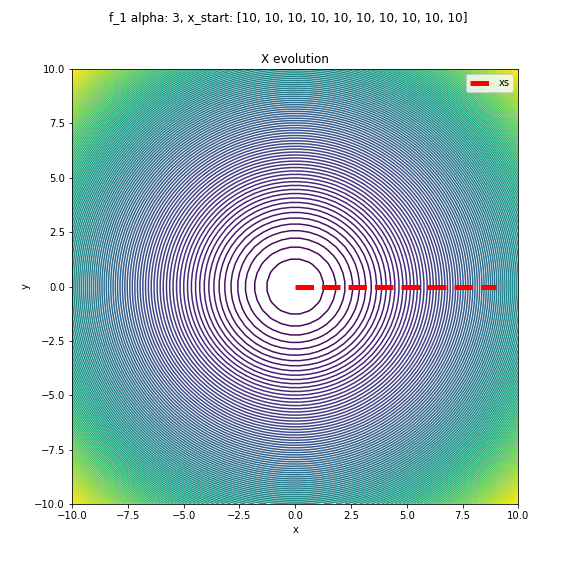 f_1 alpha: 3, x_start: [10, 10, 10, 10, 10, 10, 10, 10, 10, 10]
X evolution
10.0
xs
7.5
5.0
2.5
y
0.0
−2.5
−5.0
−7.5
−10.0
−10.0 −7.5 −5.0 −2.5 0.0 2.5 5.0 7.5 10.0
x